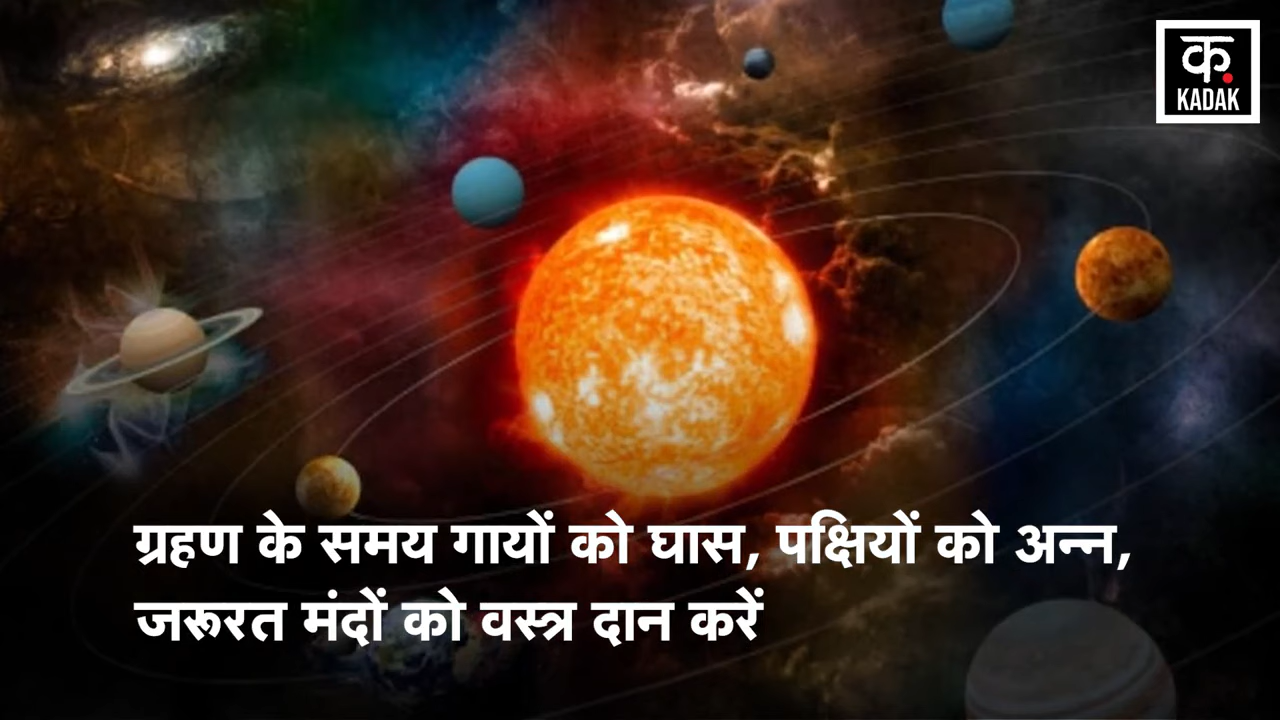 क.
KADAK
ग्रहण के समय गायों को घास, पक्षियों को अन्न,
जरूरत मंदों को वस्त्र दान करें